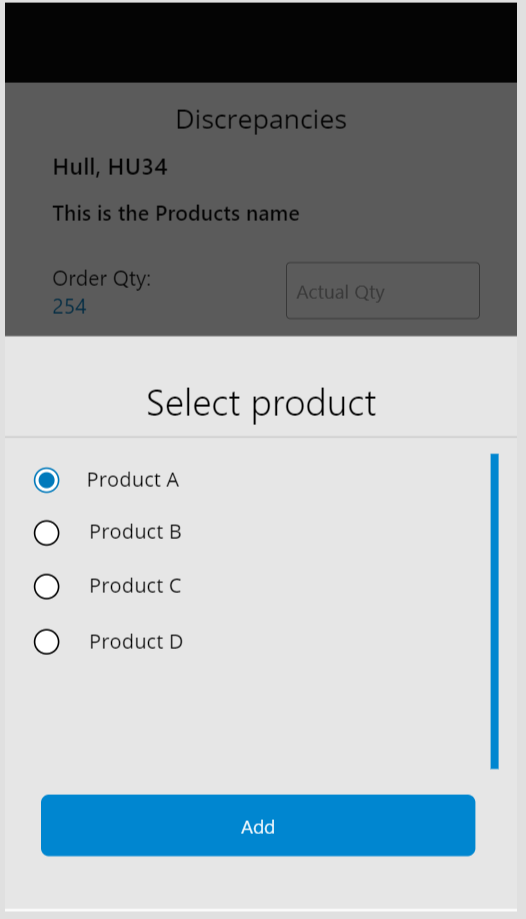 Discrepancies
Hull, HU34
This is the Products name
Order Qty:
254
Actual Qty
Select product
Product A
Product B
Product C
Product D
Add